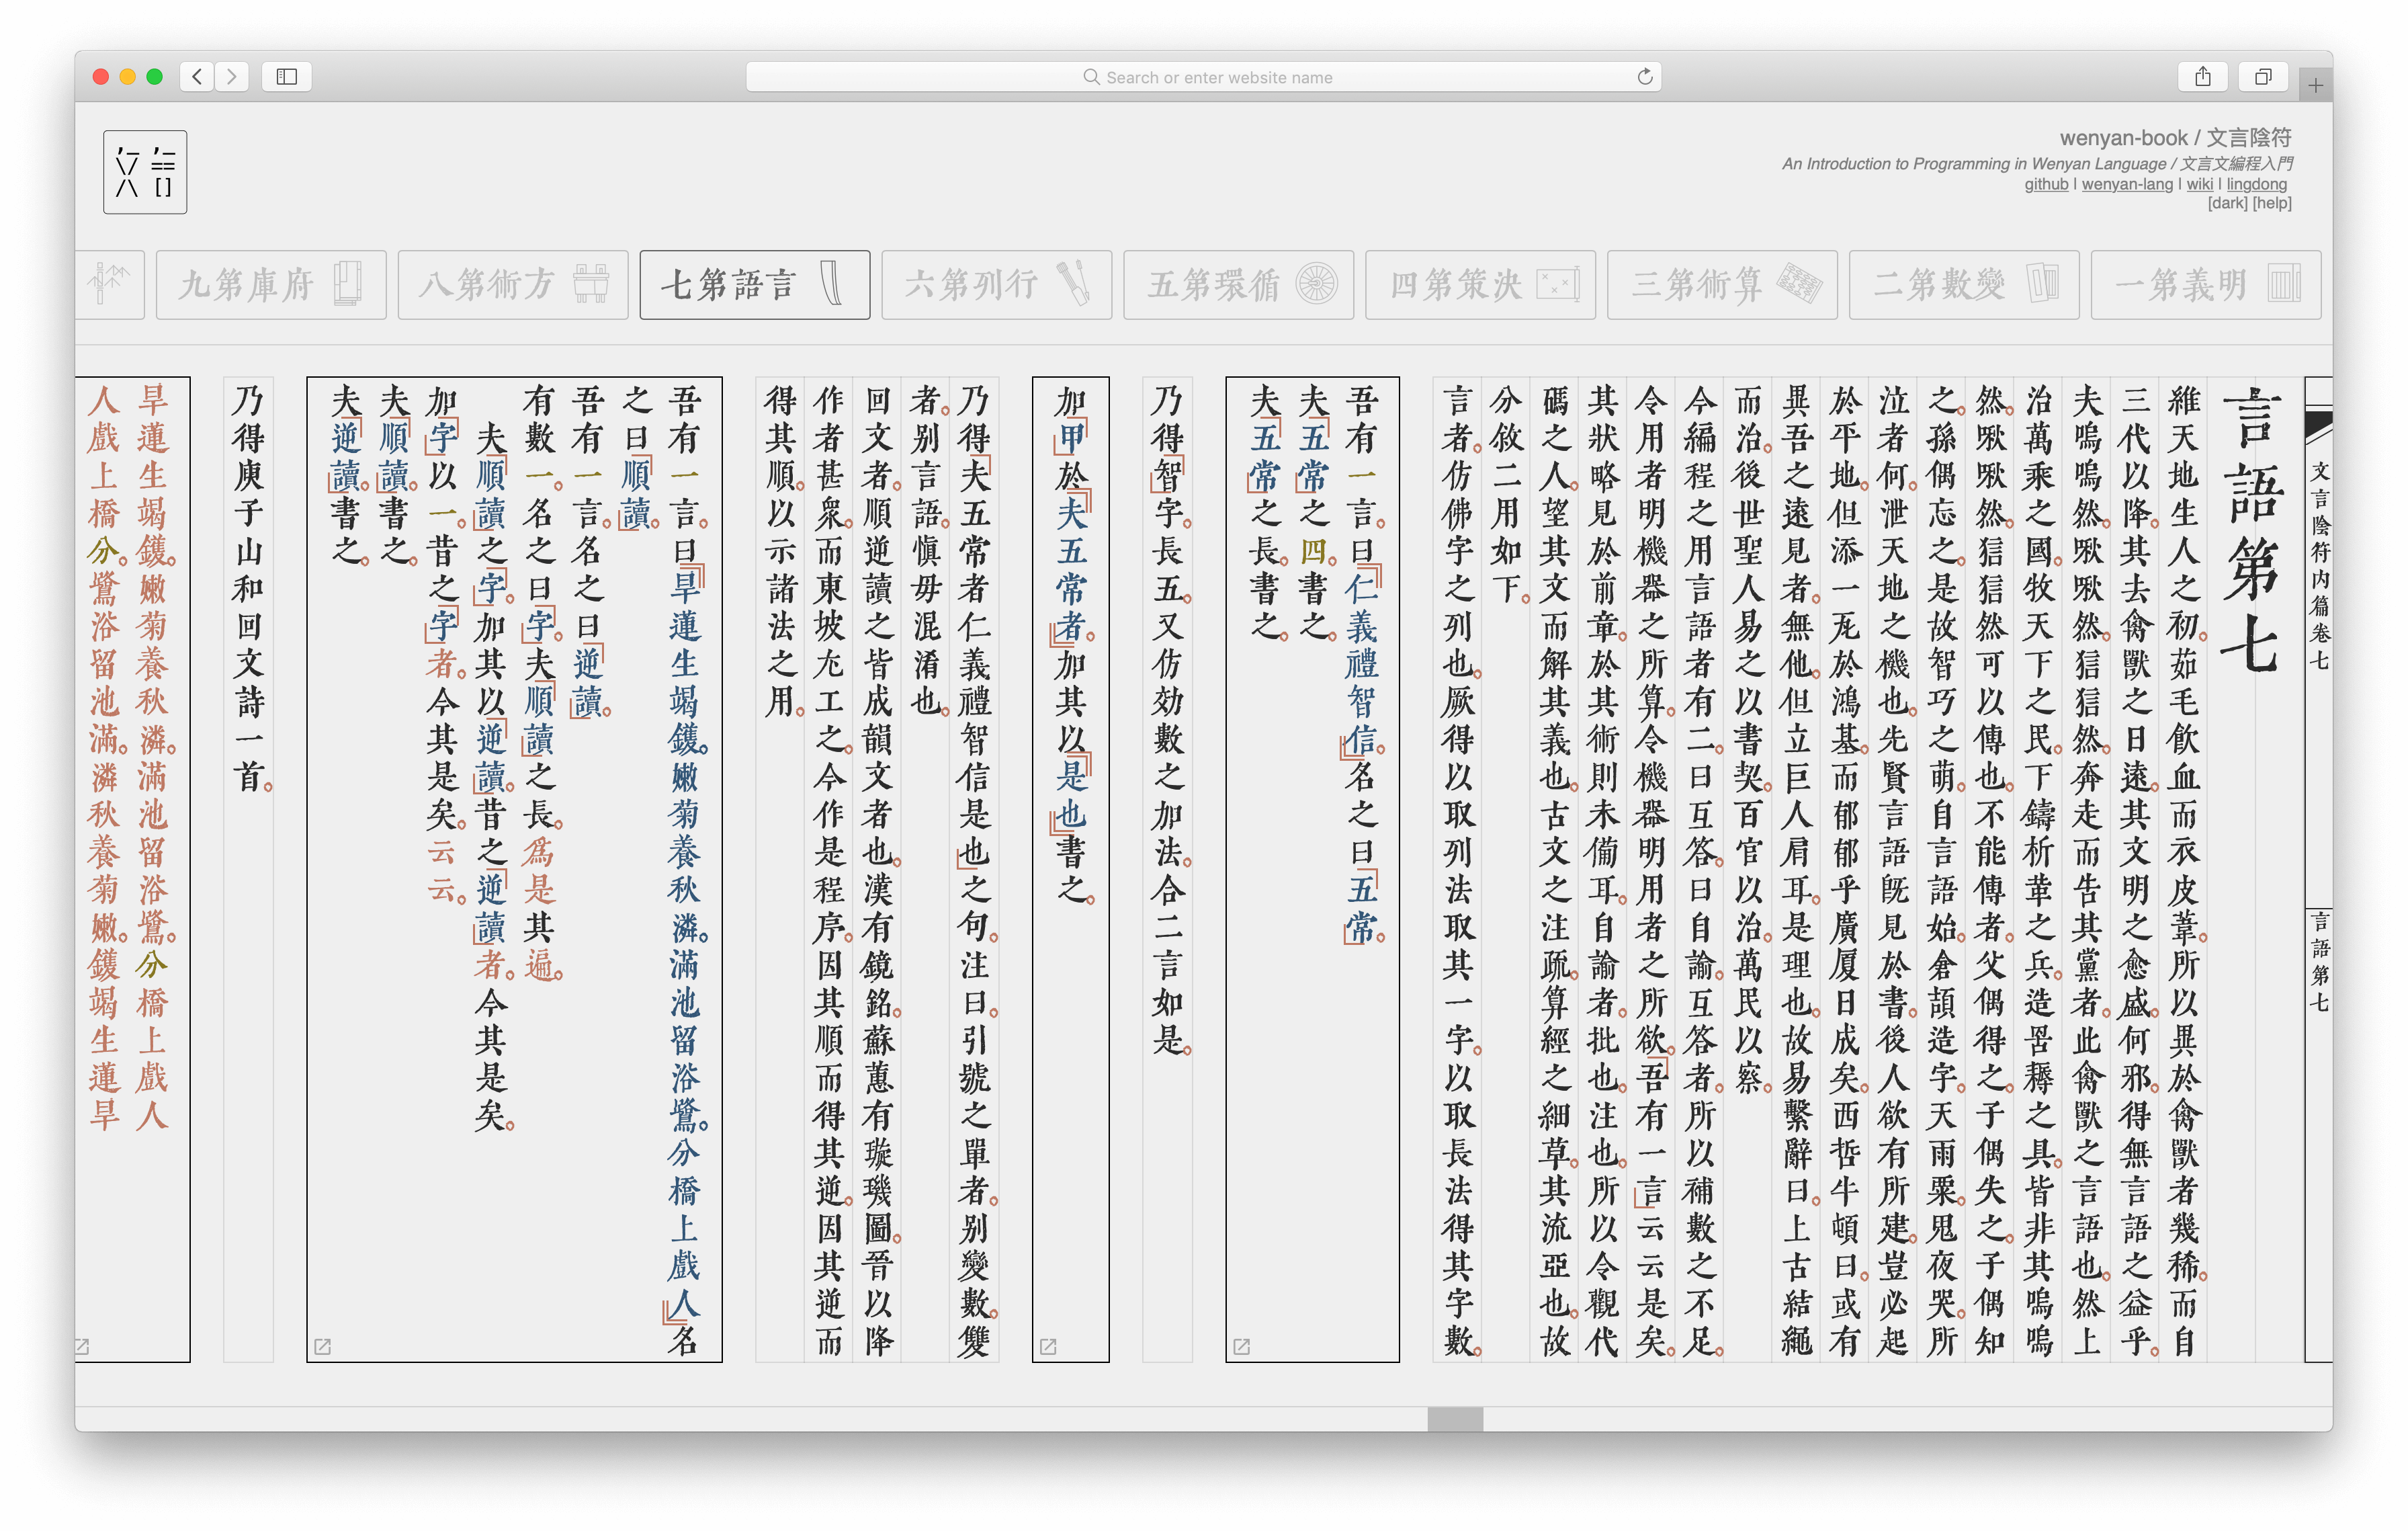 Search or enter website name
wenyan-book / 文言陰符
An Introduction to Programming in Wenyan Language / 文言文編程入門
github | wenyan-lang | wiki | lingdong
[dark] [help]
明義第一
變數第二
算術第三
決策第四
循環第五
行列第六
言語第七
方術第八
府庫第九
文言陰符内篇卷七
言語第七
言語第七
維天地生人之初。茹毛飲血而衣皮葦。所以異於禽獸者幾稀。而自
三代以降。其去禽獸之日遠。其文明之愈盛。何邪。得無言語之益乎。
夫嗚嗚然。啾啾然。信信然。奔走而告其黨者。此禽獸之言語也。然上
治萬乘之國。牧天下之民。下鑄析革之兵。造罟耨之具。皆非其嗚嗚
然。啾啾然。信信然可以傳也。不能傳者。父偶得之。子偶失之。子偶知
之。孫偶忘之。是故智巧之萌。自言語始。倉頡造字。天雨粟。鬼夜哭。所
泣者何。泄天地之機也。先賢言語旣見於書。後人欲有所建。豈必起
於平地。但添一瓦於鴻基。而郁郁乎廣厦日成矣。西哲牛頓曰。或有
異吾之遠見者。無他。但立巨人肩耳。是理也。故易繫辭曰。上古結繩
而治。後世聖人易之以書契。百官以治。萬民以察。
今編程之用言語者有二。曰互答。曰自諭。互答者。所以補數之不足。
令用者明機器之所算。令機器明用者之所欲。「吾有一言」云云是矣。
其狀略見於前章。於其術則未備耳。自諭者。批也。注也。所以令觀代
碼之人。望其文而解其義也。古文之注疏。算經之細草。其流亞也。故
分敘二用如下。
言者。仿佛字之列也。厥得以取列法取其一字。以取長法得其字數。
吾有一言。曰『仁義禮智信』。名之曰「五常」。
夫「五常」之四。書之。
夫「五常」之長。書之。
乃得「智」字。長五。又仿効數之加法。合二言如是。
加「甲」於『夫五常者』。加其以『是也』書之。
乃得「夫五常者仁義禮智信是也」之句。注曰。引號之單者。别變數。雙
者。别言語。愼毋混淆也。
回文者。順逆讀之皆成韻文者也。漢有鏡銘。蘇蕙有璇璣圖。晉以降
作者甚衆。而東坡尤工之。今作是程序。因其順而得其逆。因其逆而
得其順。以示諸法之用。
吾有一言。曰『旱蓮生竭鑊。嫩菊養秋潾。滿池留浴鷺。分橋上戲人』名
之曰「順讀」。
吾有一言。名之曰「逆讀」。
有數一。名之曰「字」。夫「順讀」之長。爲是其遍。
夫「順讀」之「字」。加其以「逆讀」。昔之「逆讀」者。今其是矣。
加「字」以一。昔之「字」者。今其是矣。云云。
夫「順讀」。書之。
夫「逆讀」。書之。
乃得庾子山和回文詩一首。
旱蓮生竭鑊。嫩菊養秋潾。滿池留浴鷺。分橋上戲人
人戲上橋分。鷺浴留池滿。潾秋養菊嫩。鑊竭生蓮旱